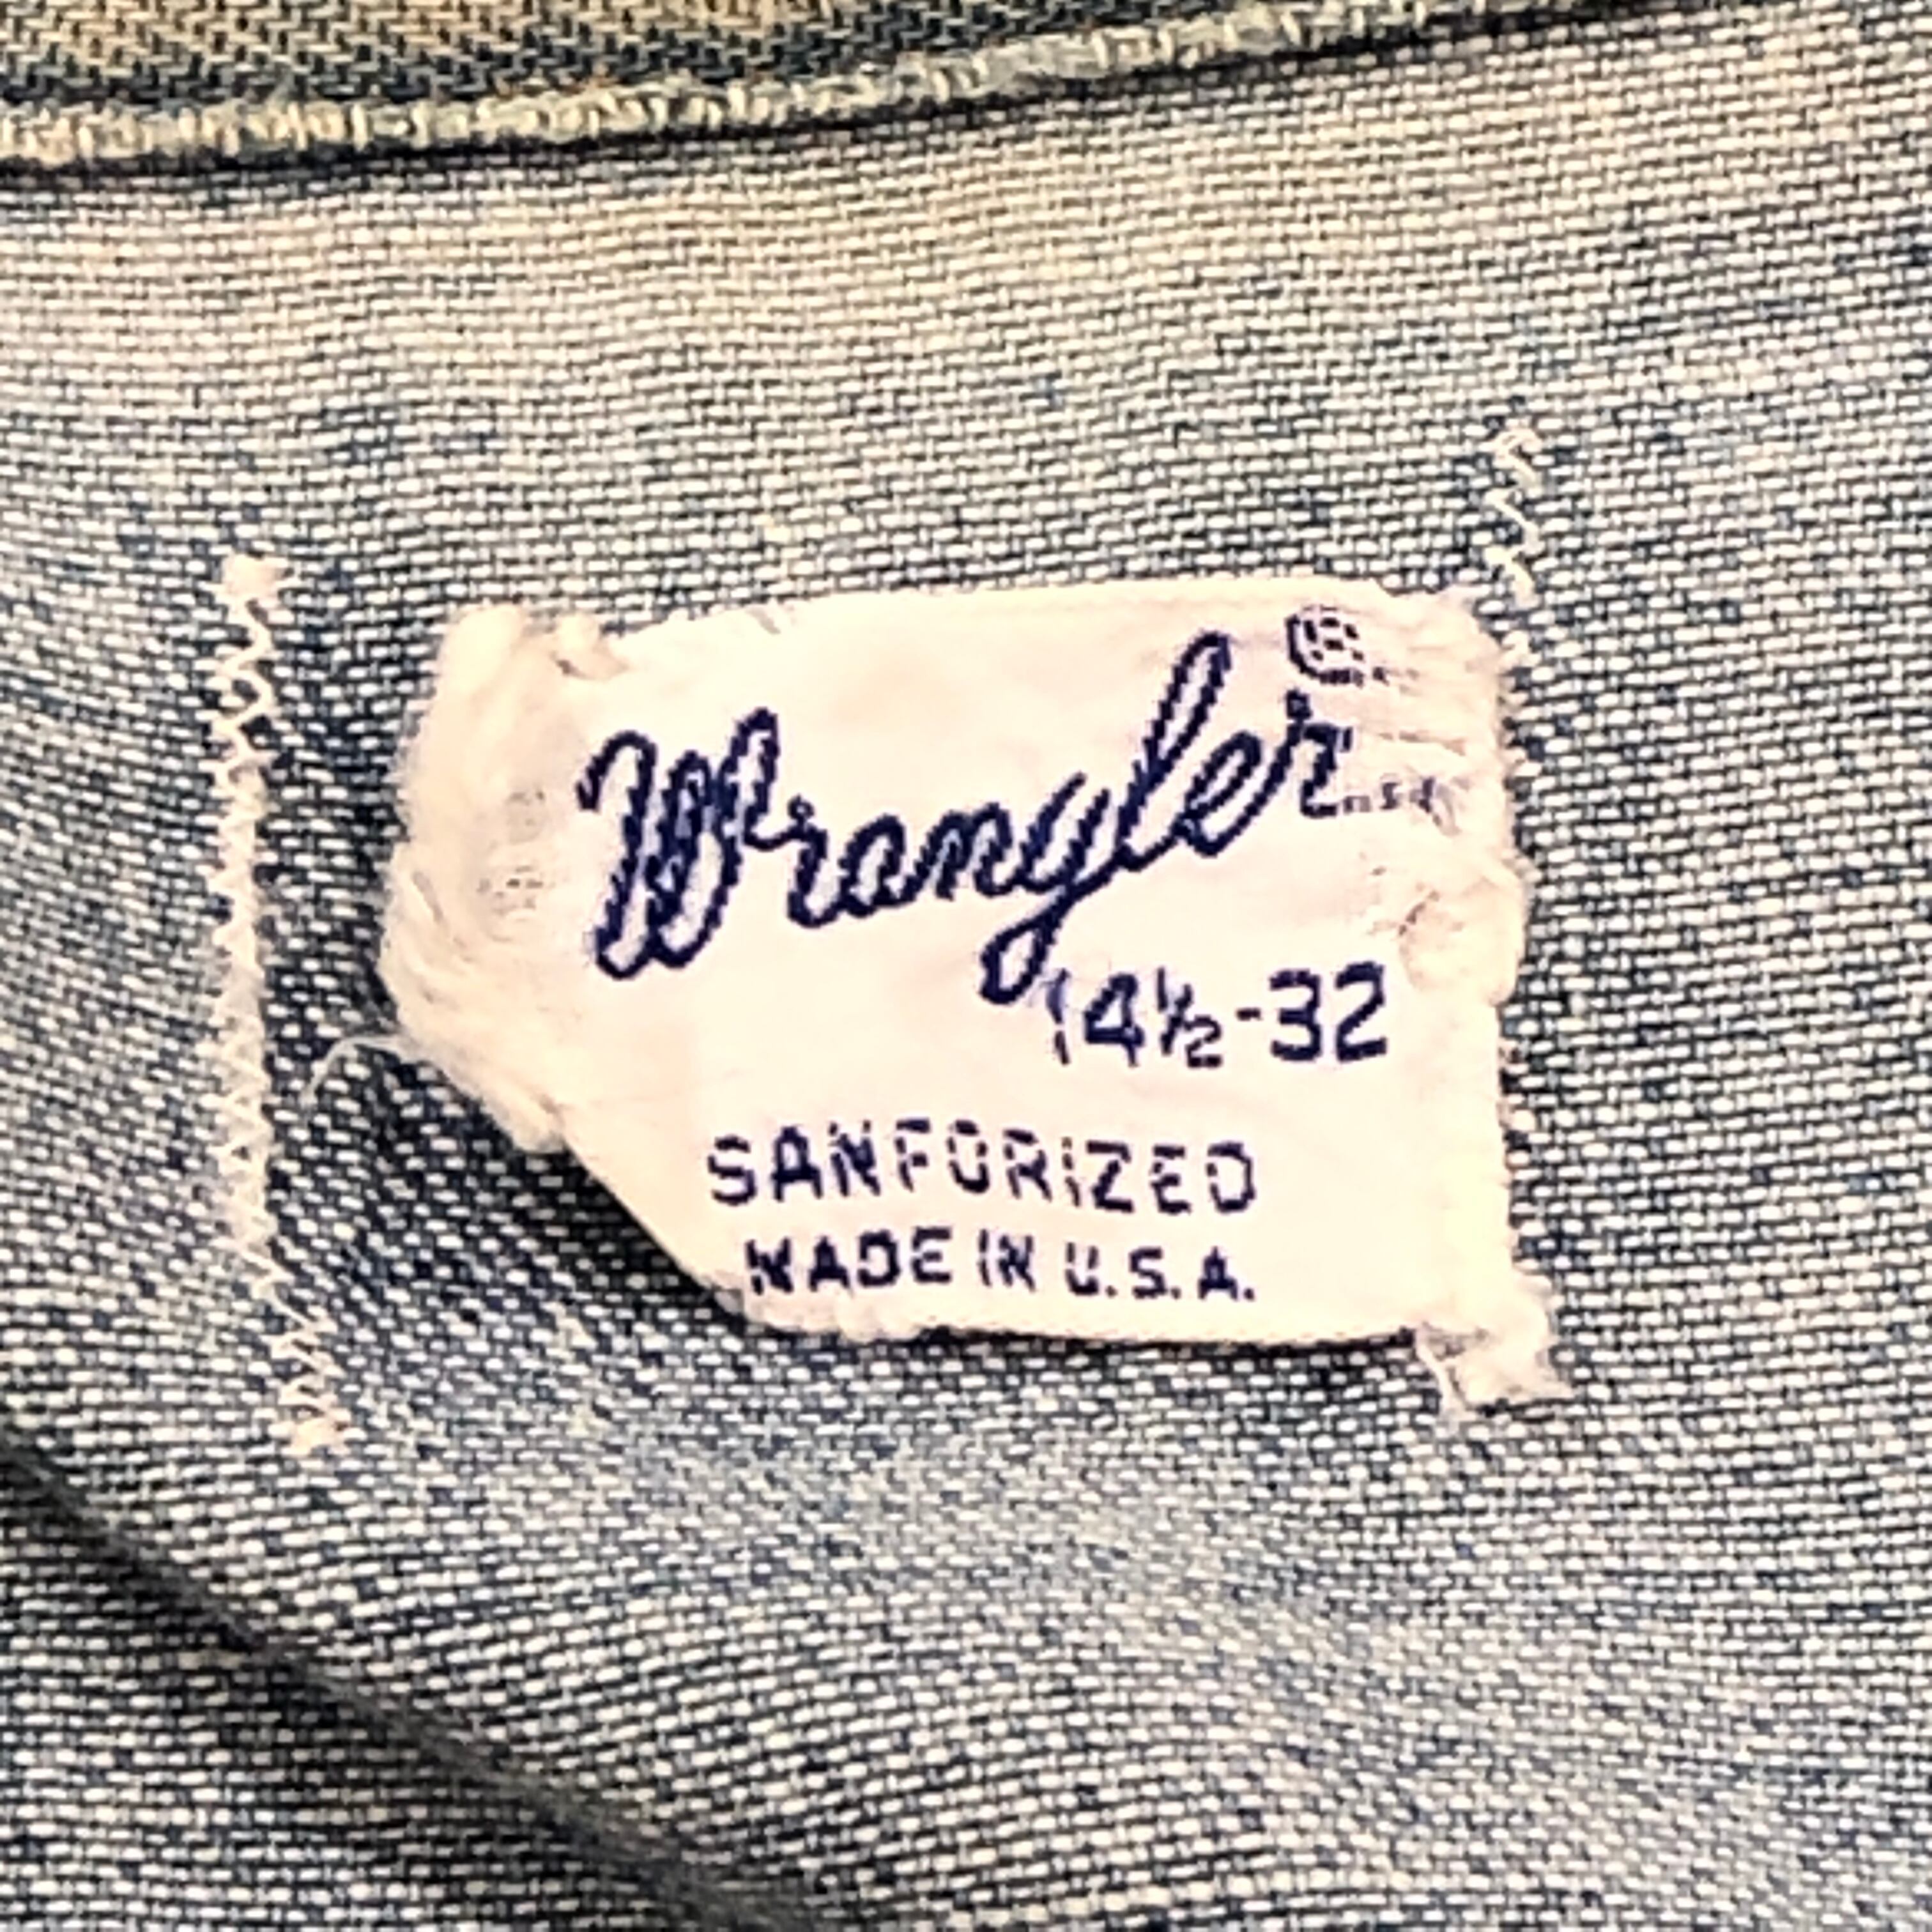 Wrangler®
14½-32
SANFORIZED
MADE IN U.S.A.